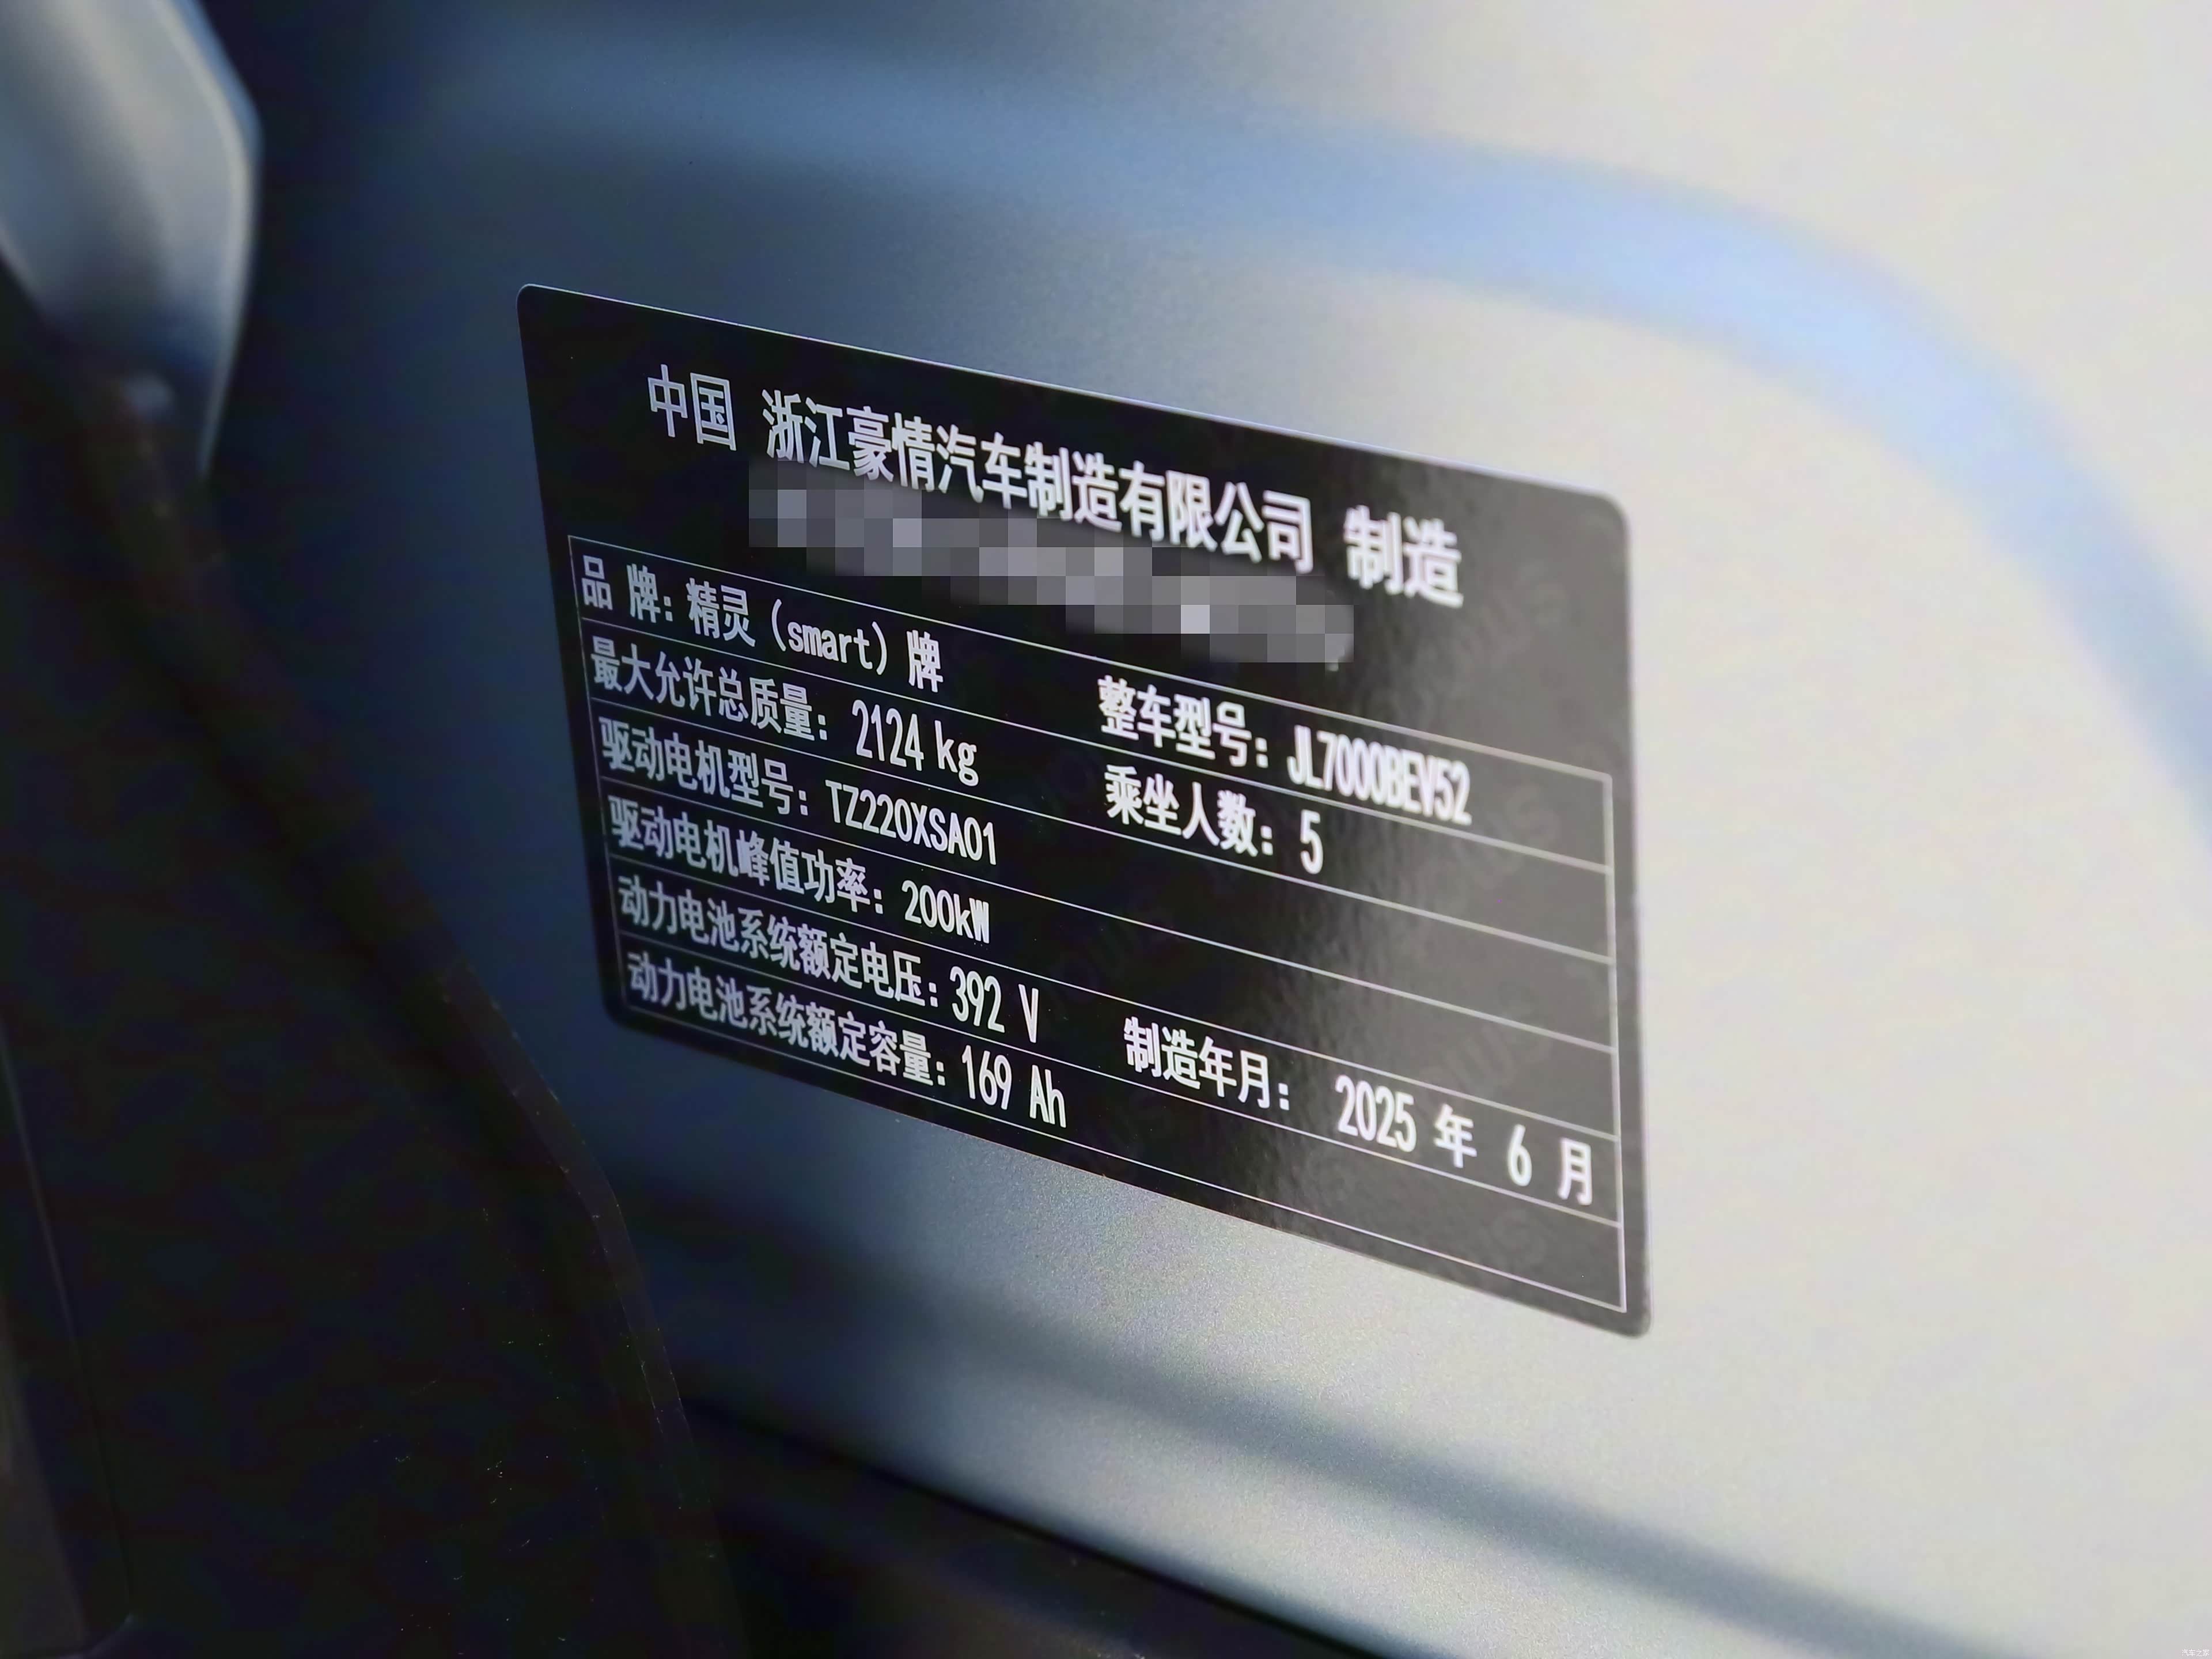 中国 浙江豪情汽车制造有限公司 制造
品 牌：精灵（smart）牌 整车型号：JL7000BEV52
最大允许总质量：2124 kg 乘坐人数：5
驱动电机型号：TZ220XSA01
驱动电机峰值功率：200kW
动力电池系统额定电压：392 V 制造年月： 2025 年 6 月
动力电池系统额定容量：169 Ah
汽车之家